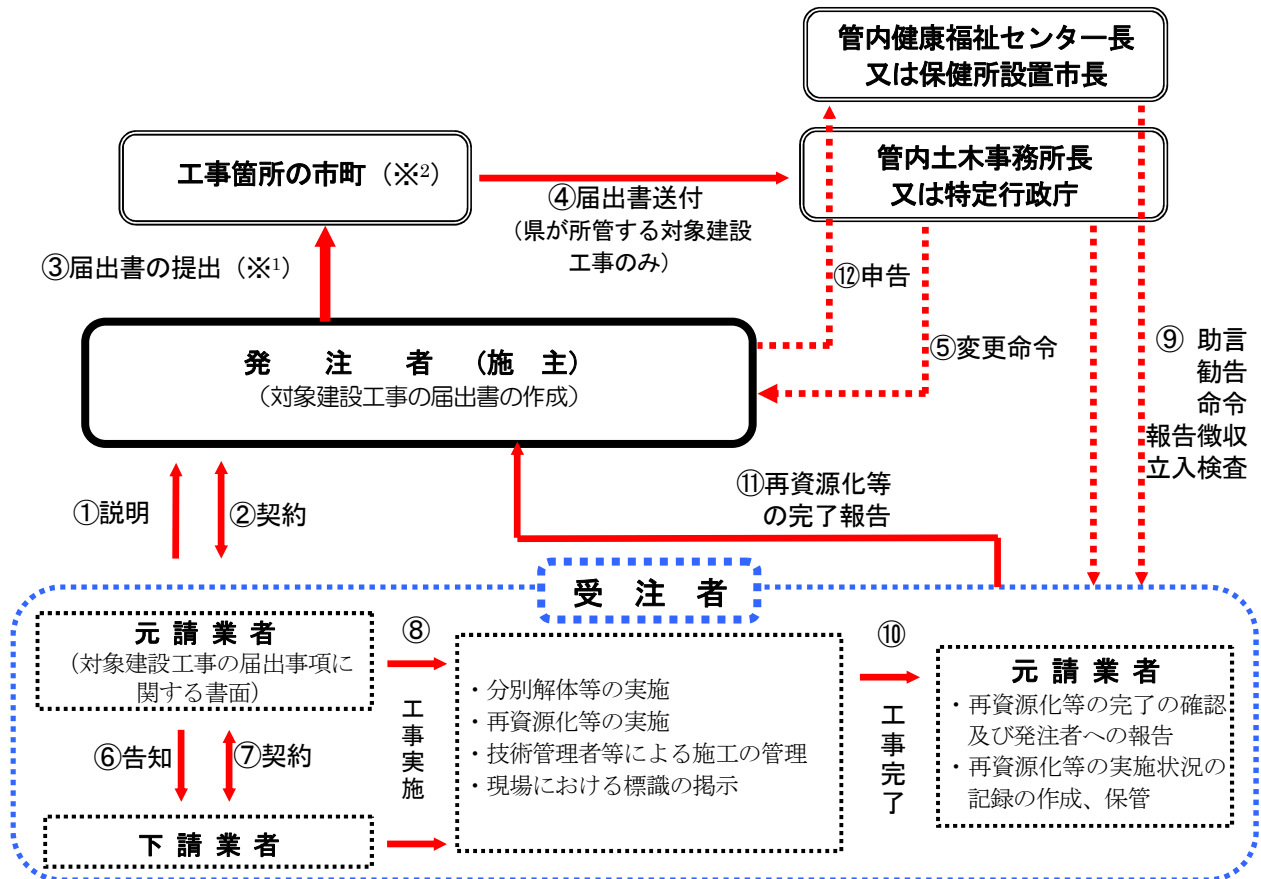 管内健康福祉センター長
又は保健所設置市長
工事箇所の市町（※2）
管内土木事務所長
又は特定行政庁
④届出書送付
（県が所管する対象建設
工事のみ）
③届出書の提出（※1）
⑫申告
⑤変更命令
⑨ 助言
勧告
命令
報告徴収
立入検査
発 注 者 （施 主）
（対象建設工事の届出書の作成）
①説明
②契約
⑪再資源化等
の完了報告
受 注 者
元 請 業 者
（対象建設工事の届出事項に
関する書面）
⑥告知
⑦契約
下 請 業 者
⑧
工事実施
・分別解体等の実施
・再資源化等の実施
・技術管理者等による施工の管理
・現場における標識の掲示
⑩
工事完了
元 請 業 者
・再資源化等の完了の確認
及び発注者への報告
・再資源化等の実施状況の
記録の作成、保管